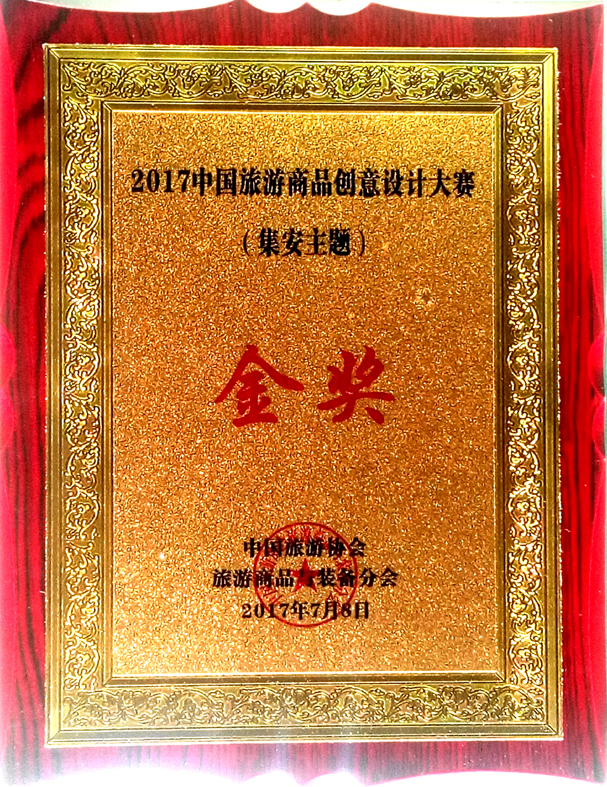 2017中国旅游商品创意设计大赛
（集安主题）
金奖
中国旅游协会
旅游商品与装备分会
2017年7月8日